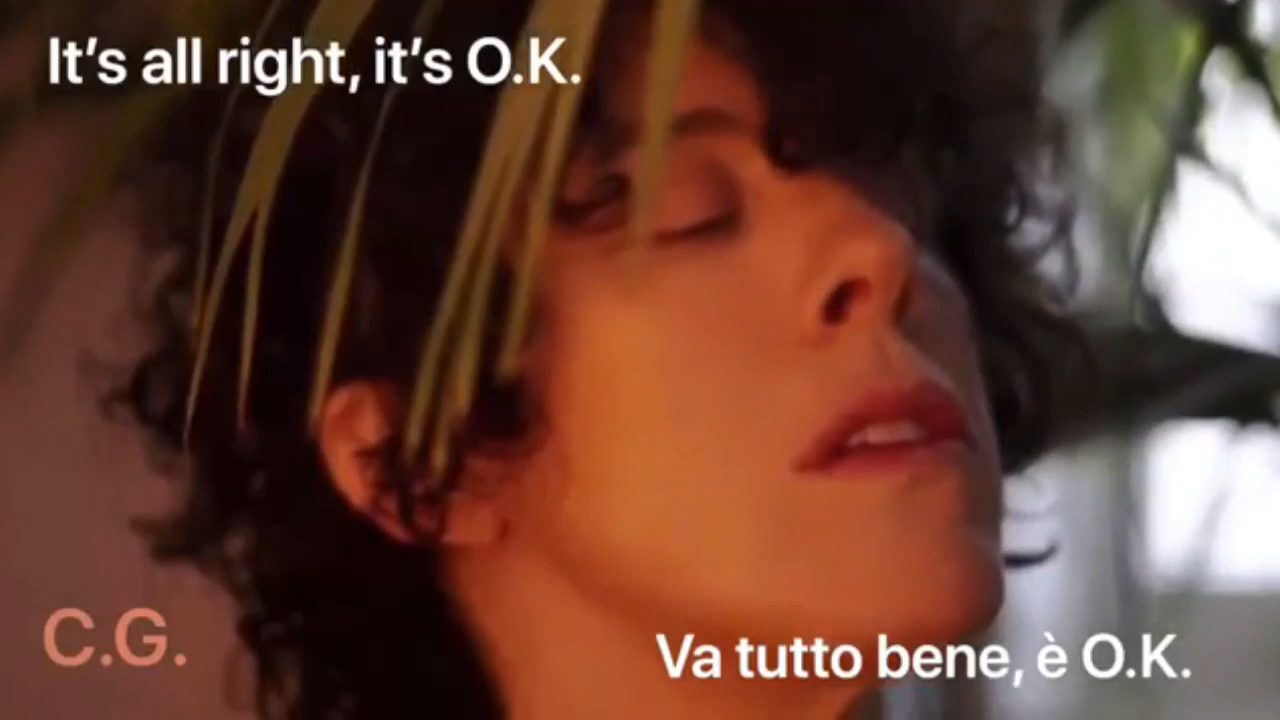 It's all right, it's O.K.
C.G.
Va tutto bene, è O.K.